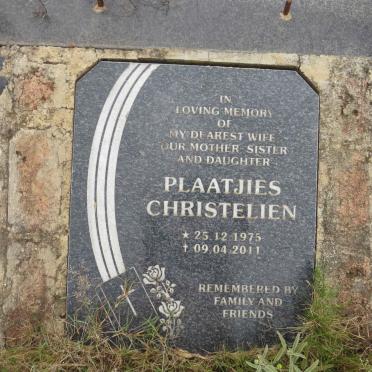 IN
LOVING MEMORY
OF
MY DEAREST WIFE
OUR MOTHER SISTER
AND DAUGHTER
PLAATJIES
CHRISTELIEN
★ 25.12.1975
† 09.04.2011
REMEMBERED BY
FAMILY AND
FRIENDS